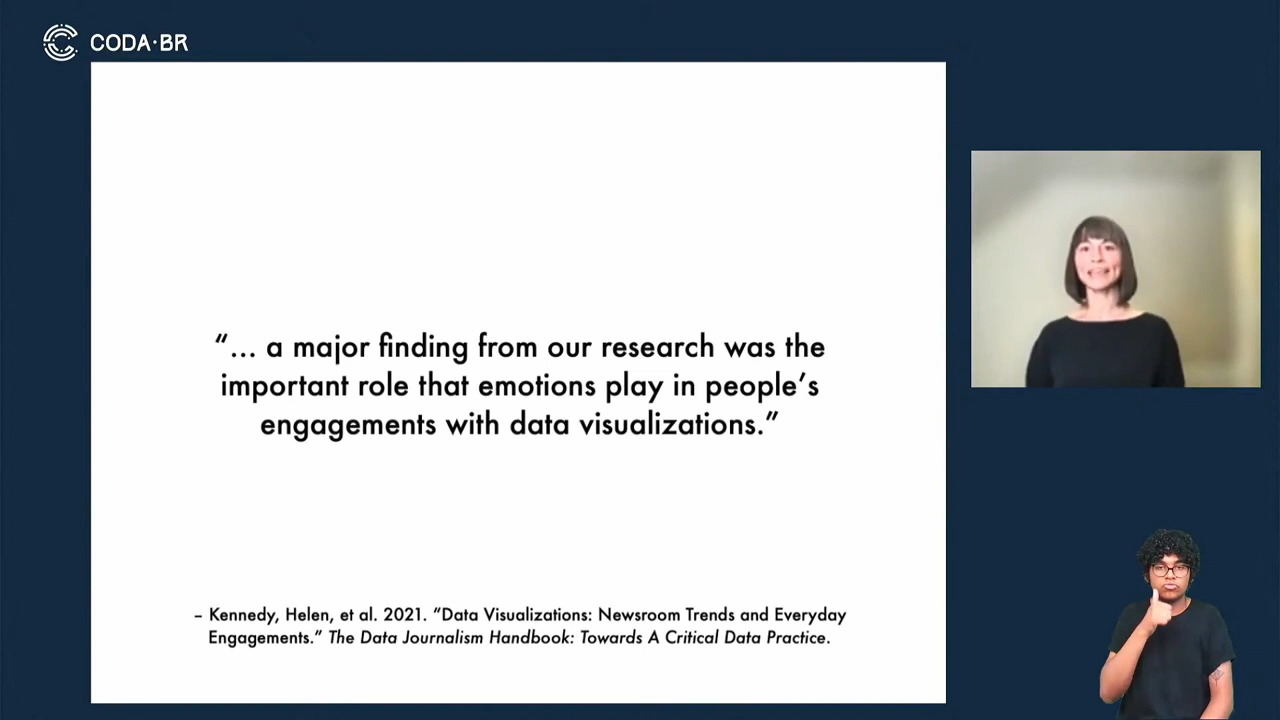 CODA·BR
“... a major finding from our research was the
important role that emotions play in people’s
engagements with data visualizations.”
– Kennedy, Helen, et al. 2021. “Data Visualizations: Newsroom Trends and Everyday
Engagements.” The Data Journalism Handbook: Towards A Critical Data Practice.